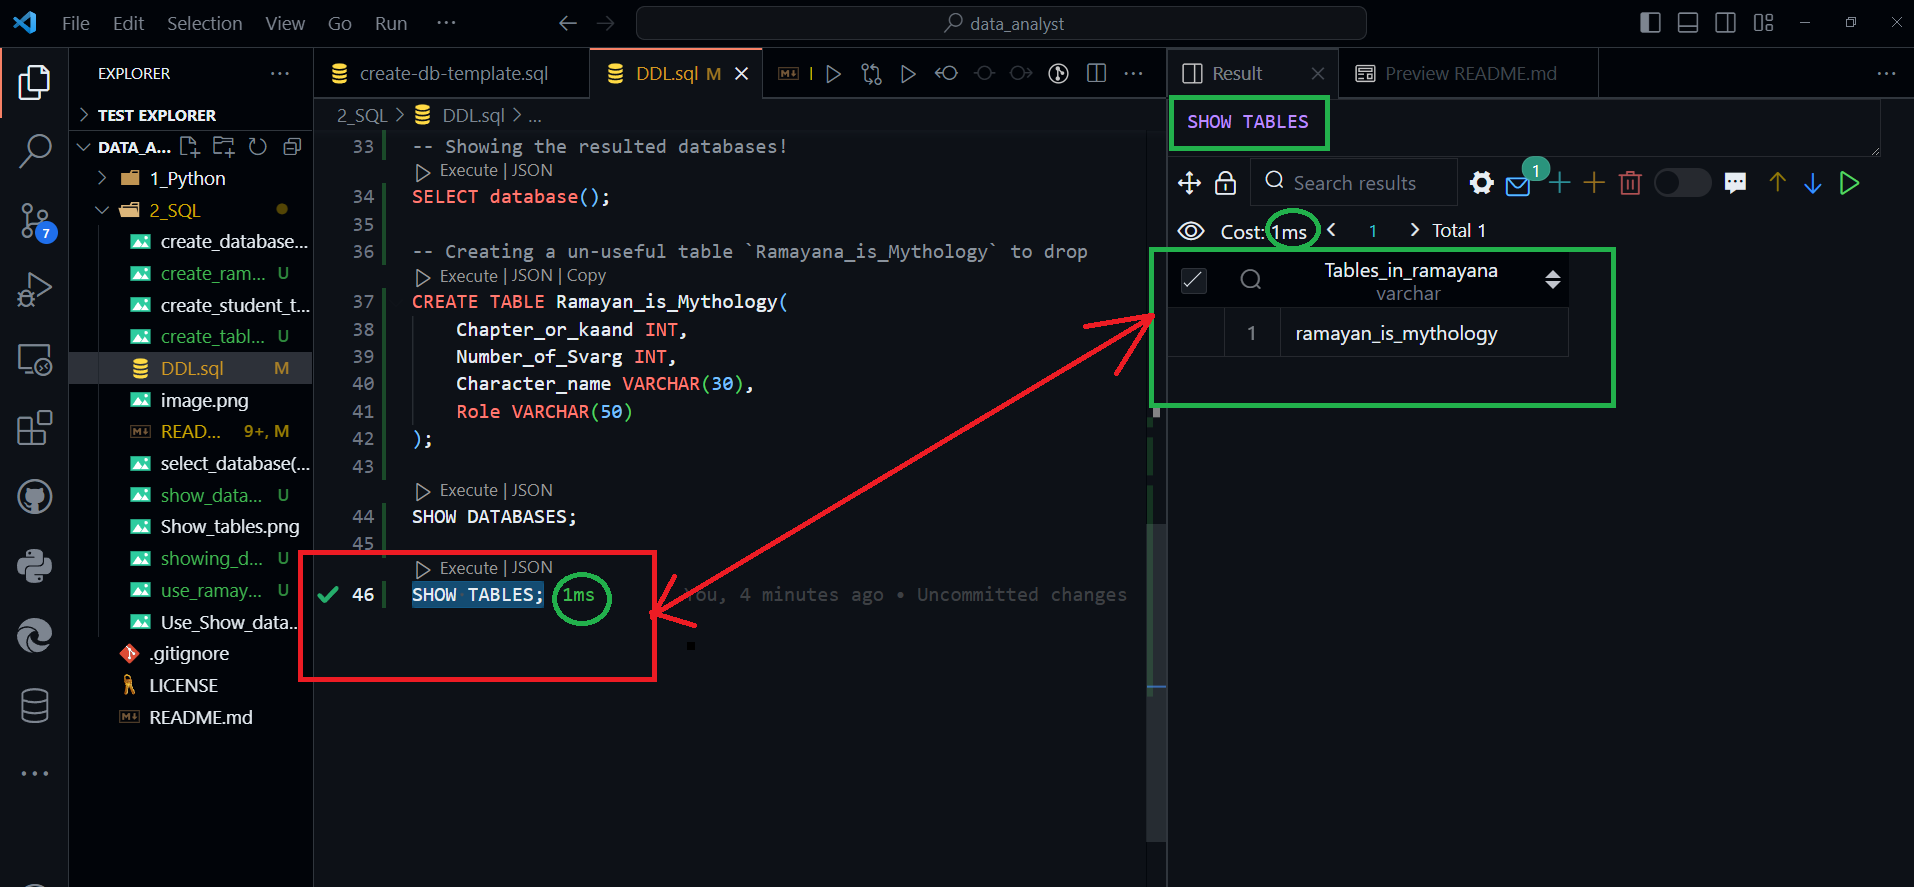 File Edit Selection View Go Run ···
data_analyst
EXPLORER ···
TEST EXPLORER
DATA_A...
1_Python
2_SQL
create_database...
create_ram... U
create_student_t...
create_tabl... U
DDL.sql M
image.png
READ... 9+, M
select_database(...
show_data... U
Show_tables.png
showing_d... U
use_ramay... U
Use_Show_data...
.gitignore
LICENSE
README.md
7
create-db-template.sql
DDL.sql M
2_SQL > DDL.sql > ...
33 -- Showing the resulted databases!
Execute | JSON
34 SELECT database();
35
36 -- Creating a un-useful table `Ramayana_is_Mythology` to drop
Execute | JSON | Copy
37 CREATE TABLE Ramayan_is_Mythology(
38 Chapter_or_kaand INT,
39 Number_of_Svarg INT,
40 Character_name VARCHAR(30),
41 Role VARCHAR(50)
42 );
43
Execute | JSON
44 SHOW DATABASES;
45
Execute | JSON
46 SHOW TABLES; 1ms You, 4 minutes ago • Uncommitted changes
Result
Preview README.md
SHOW TABLES
Search results
1
Cost: 1ms < 1 > Total 1
Tables_in_ramayana
varchar
1 ramayan_is_mythology